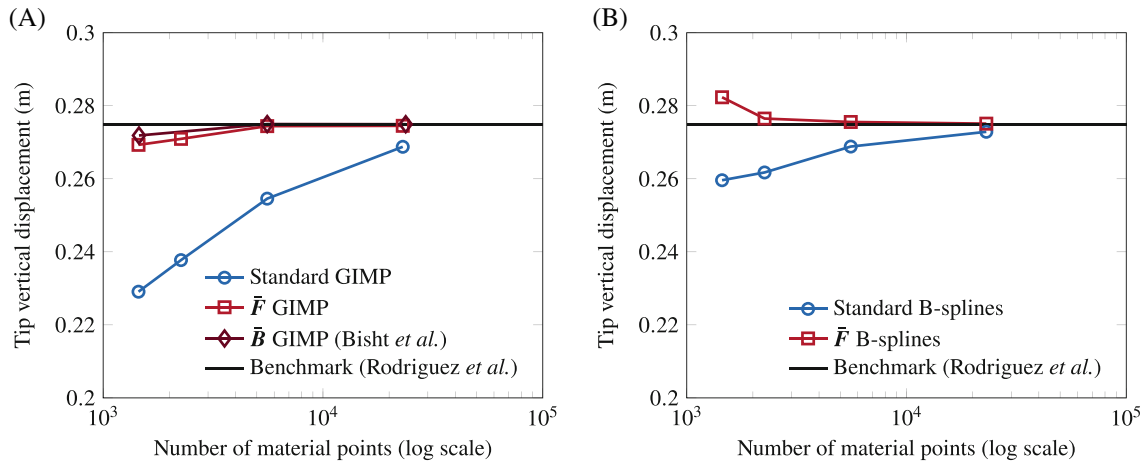 (A)
0.3
0.28
0.26
0.24
0.22
0.2
Tip vertical displacement (m)
Standard GIMP
F̄ GIMP
B̄ GIMP (Bisht et al.)
Benchmark (Rodriguez et al.)
10³
10⁴
10⁵
Number of material points (log scale)
(B)
0.3
0.28
0.26
0.24
0.22
0.2
Tip vertical displacement (m)
Standard B-splines
F̄ B-splines
Benchmark (Rodriguez et al.)
10³
10⁴
10⁵
Number of material points (log scale)